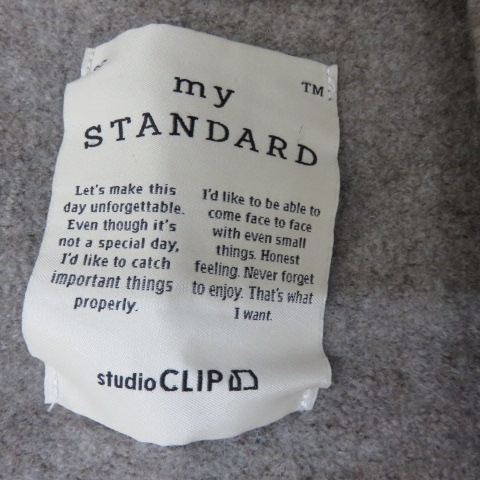 my
TM
STANDARD
Let's make this
day unforgettable.
Even though it's
not a special day,
I'd like to catch
important things
properly.
I'd like to be able to
come face to face
with even small
things. Honest
feeling. Never forget
to enjoy. That's what
I want.
studio CLIP